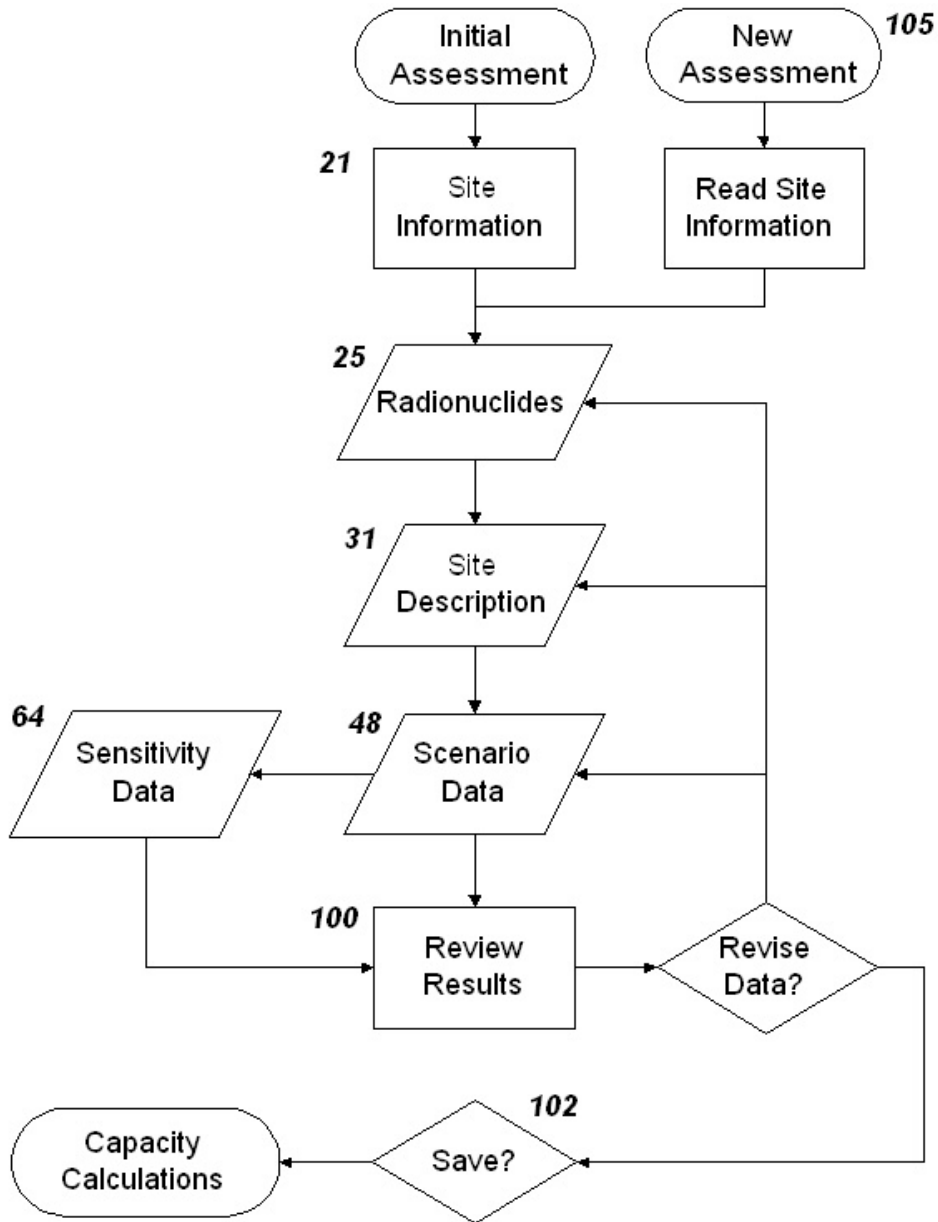 Initial
Assessment
New
Assessment
105
21
Site
Information
Read Site
Information
25
Radionuclides
31
Site
Description
64
Sensitivity
Data
48
Scenario
Data
100
Review
Results
Revise
Data?
102
Save?
Capacity
Calculations